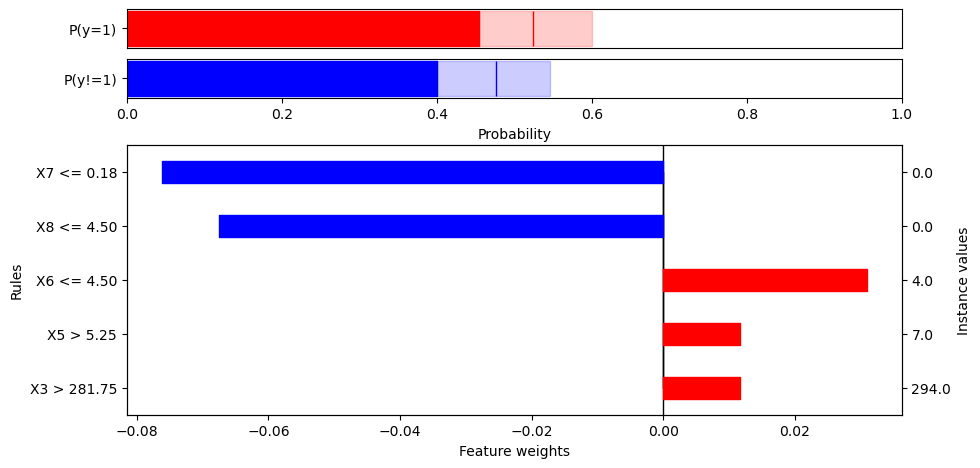 P(y=1)
P(y!=1)
0.0 0.2 0.4 0.6 0.8 1.0
Probability
X7 <= 0.18 0.0
X8 <= 4.50 0.0
X6 <= 4.50 4.0
X5 > 5.25 7.0
X3 > 281.75 294.0
Rules
Instance values
−0.08 −0.06 −0.04 −0.02 0.00 0.02
Feature weights